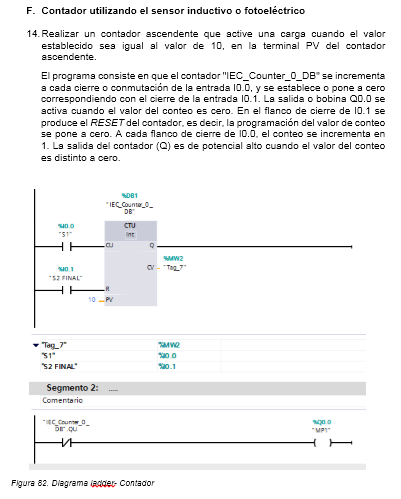 F. Contador utilizando el sensor inductivo o fotoeléctrico
14. Realizar un contador ascendente que active una carga cuando el valor
establecido sea igual al valor de 10, en la terminal PV del contador
ascendente.
El programa consiste en que el contador "IEC_Counter_0_DB" se incrementa
a cada cierre o conmutación de la entrada I0.0, y se establece o pone a cero
correspondiendo con el cierre de la entrada I0.1. La salida o bobina Q0.0 se
activa cuando el valor del conteo es cero. En el flanco de cierre de I0.1 se
produce el RESET del contador, es decir, la programación del valor de conteo
se pone a cero. A cada flanco de cierre de I0.0, el conteo se incrementa en
1. La salida del contador (Q) es de potencial alto cuando el valor del conteo
es distinto a cero.
%DB1
"IEC_Counter_0_
DB"
%I0.0
"S1"
CTU
Int
CU
Q
%MW2
CV
"Tag_7"
%I0.1
"S2 FINAL"
R
10
PV
"Tag_7" %MW2
"S1" %I0.0
"S2 FINAL" %I0.1
Segmento 2: ....
Comentario
"IEC_Counter_0_
DB".QU
%Q0.0
"MP1"
Figura 82. Diagrama ladder- Contador